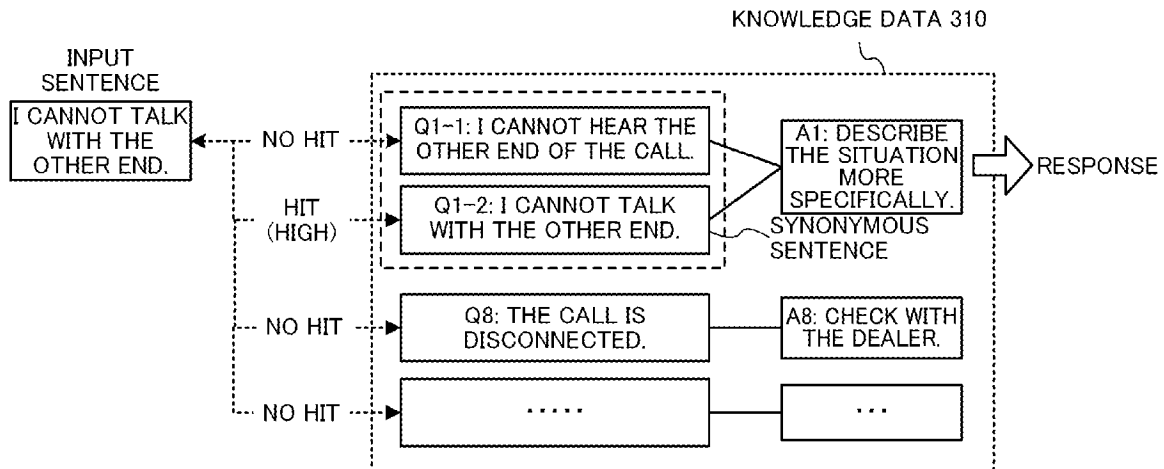 KNOWLEDGE DATA 310
INPUT
SENTENCE
I CANNOT TALK
WITH THE
OTHER END.
NO HIT
Q1-1: I CANNOT HEAR THE
OTHER END OF THE CALL.
A1: DESCRIBE
THE SITUATION
MORE
SPECIFICALLY.
RESPONSE
HIT
(HIGH)
Q1-2: I CANNOT TALK
WITH THE OTHER END.
SYNONYMOUS
SENTENCE
NO HIT
Q8: THE CALL IS
DISCONNECTED.
A8: CHECK WITH
THE DEALER.
NO HIT
·····
···